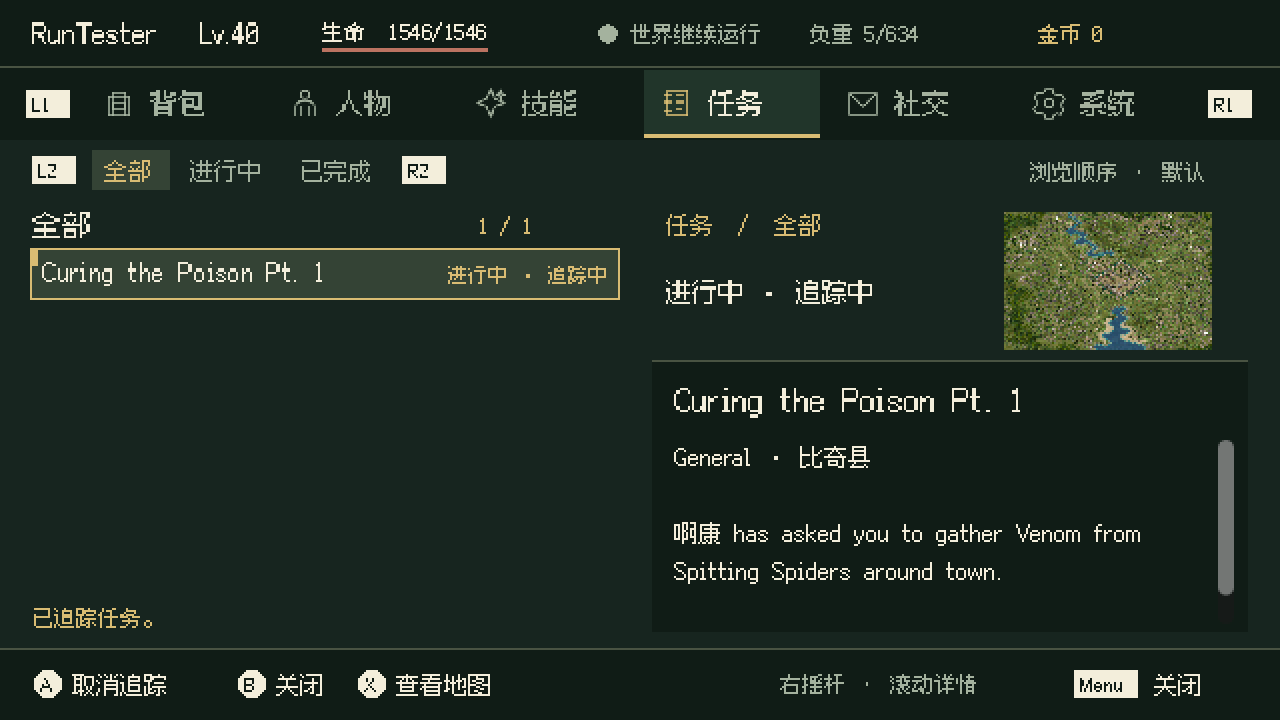 RunTester Lv.40 生命 1546/1546 世界继续运行 负重 5/634 金币 0
L1 背包 人物 技能 任务 社交 系统 R1
L2 全部 进行中 已完成 R2 浏览顺序 · 默认
全部 1 / 1
Curing the Poison Pt. 1 进行中 · 追踪中
任务 / 全部
进行中 · 追踪中
Curing the Poison Pt. 1
General · 比奇县
啊康 has asked you to gather Venom from
Spitting Spiders around town.
已追踪任务。
A 取消追踪 B 关闭 X 查看地图 右摇杆 · 滚动详情 Menu 关闭